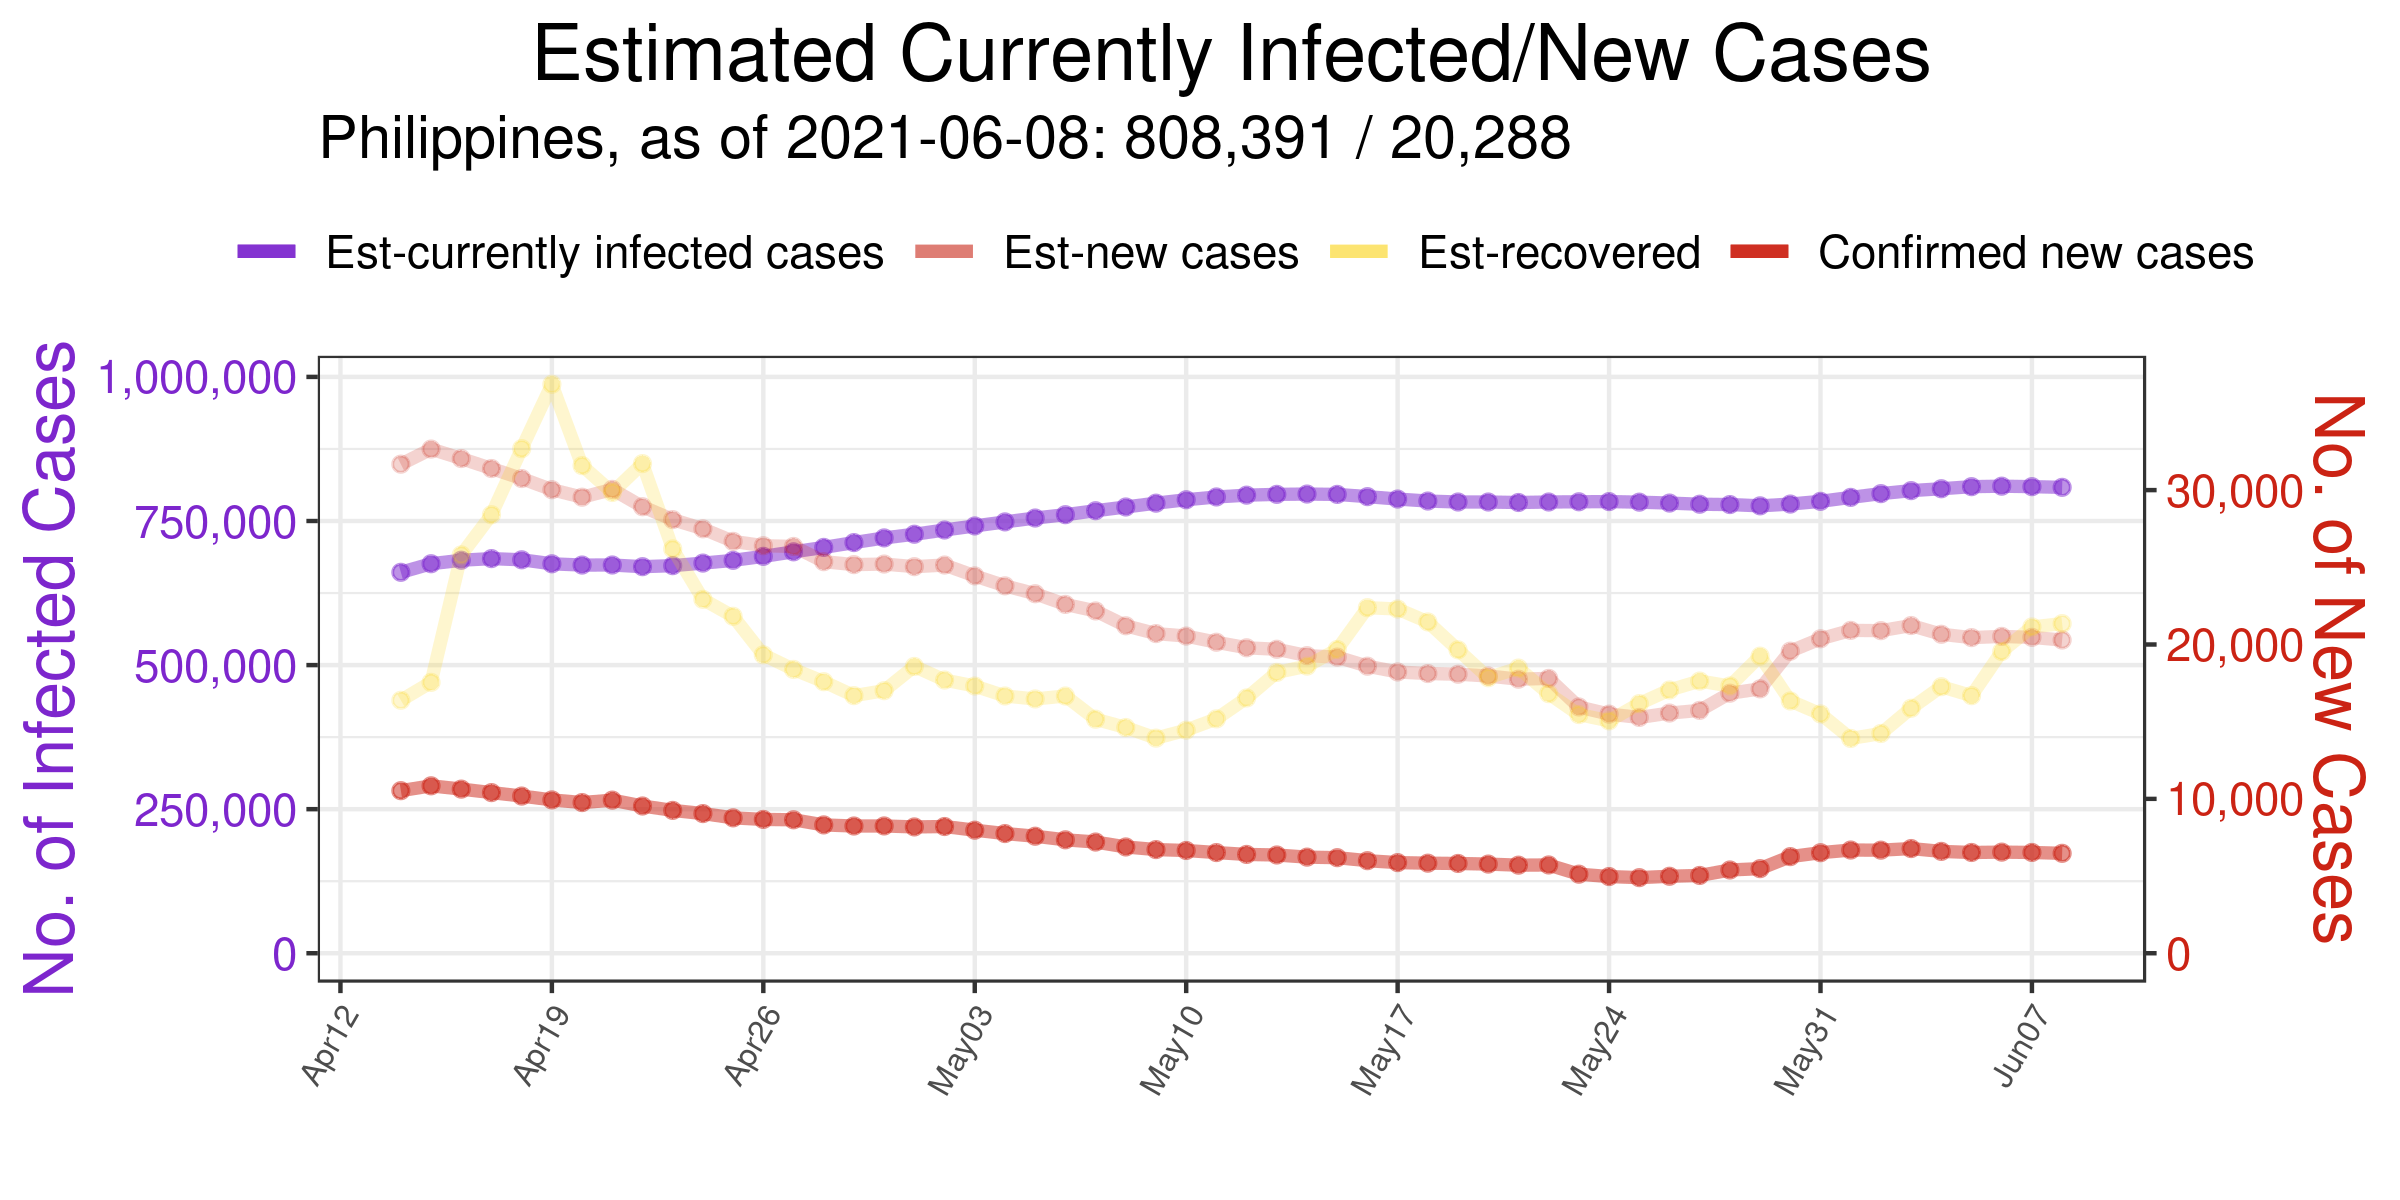 Estimated Currently Infected/New Cases
Philippines, as of 2021-06-08: 808,391 / 20,288
Est-currently infected cases Est-new cases Est-recovered Confirmed new cases
No. of Infected Cases
1,000,000
750,000
500,000
250,000
0
30,000
20,000
10,000
0
No. of New Cases
Apr12 Apr19 Apr26 May03 May10 May17 May24 May31 Jun07